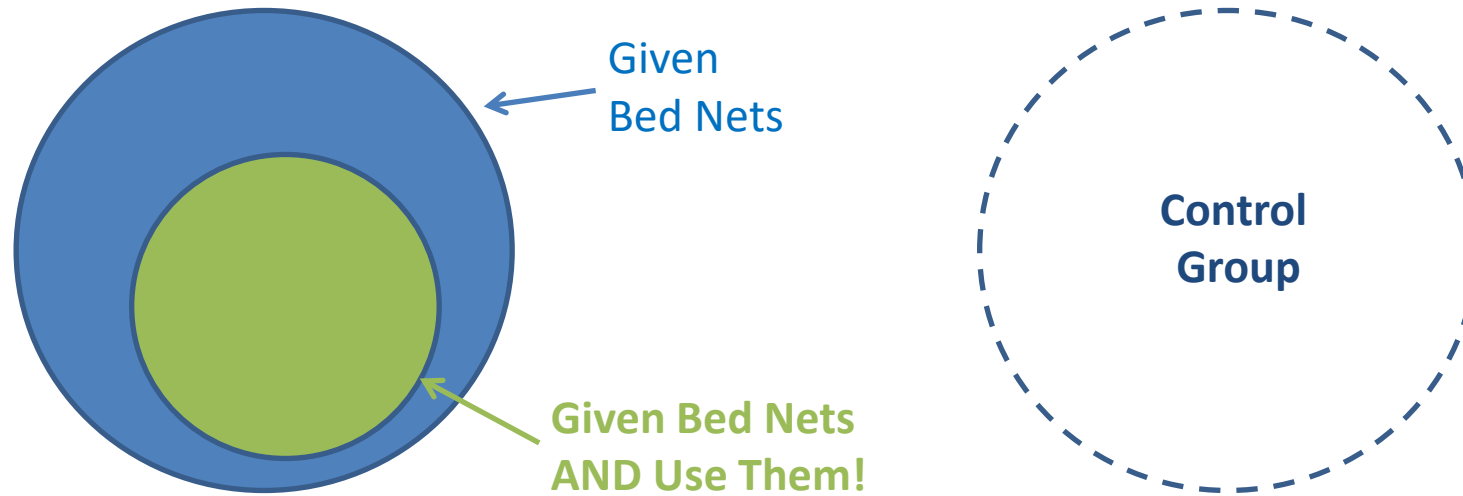 Given
Bed Nets
Control
Group
Given Bed Nets
AND Use Them!